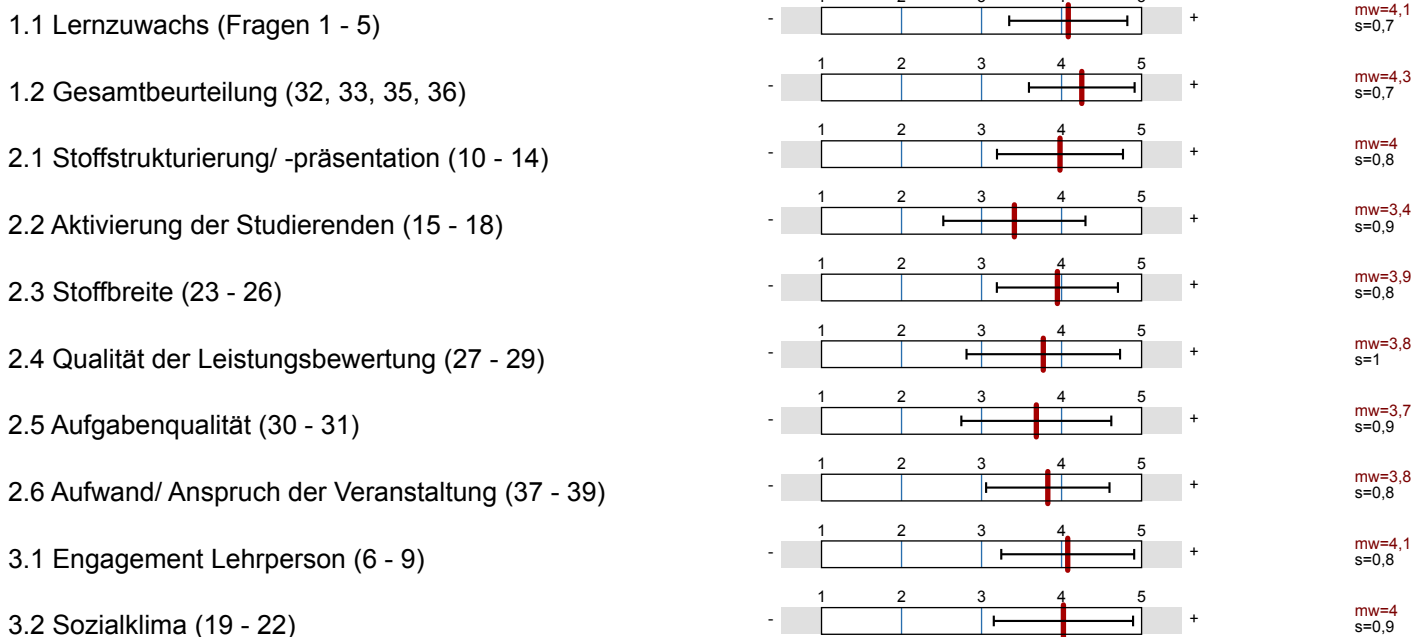 1.1 Lernzuwachs (Fragen 1 - 5)
1 2 3 4 5
- +
mw=4,1
s=0,7
1.2 Gesamtbeurteilung (32, 33, 35, 36)
1 2 3 4 5
- +
mw=4,3
s=0,7
2.1 Stoffstrukturierung/ -präsentation (10 - 14)
1 2 3 4 5
- +
mw=4
s=0,8
2.2 Aktivierung der Studierenden (15 - 18)
1 2 3 4 5
- +
mw=3,4
s=0,9
2.3 Stoffbreite (23 - 26)
1 2 3 4 5
- +
mw=3,9
s=0,8
2.4 Qualität der Leistungsbewertung (27 - 29)
1 2 3 4 5
- +
mw=3,8
s=1
2.5 Aufgabenqualität (30 - 31)
1 2 3 4 5
- +
mw=3,7
s=0,9
2.6 Aufwand/ Anspruch der Veranstaltung (37 - 39)
1 2 3 4 5
- +
mw=3,8
s=0,8
3.1 Engagement Lehrperson (6 - 9)
1 2 3 4 5
- +
mw=4,1
s=0,8
3.2 Sozialklima (19 - 22)
1 2 3 4 5
- +
mw=4
s=0,9